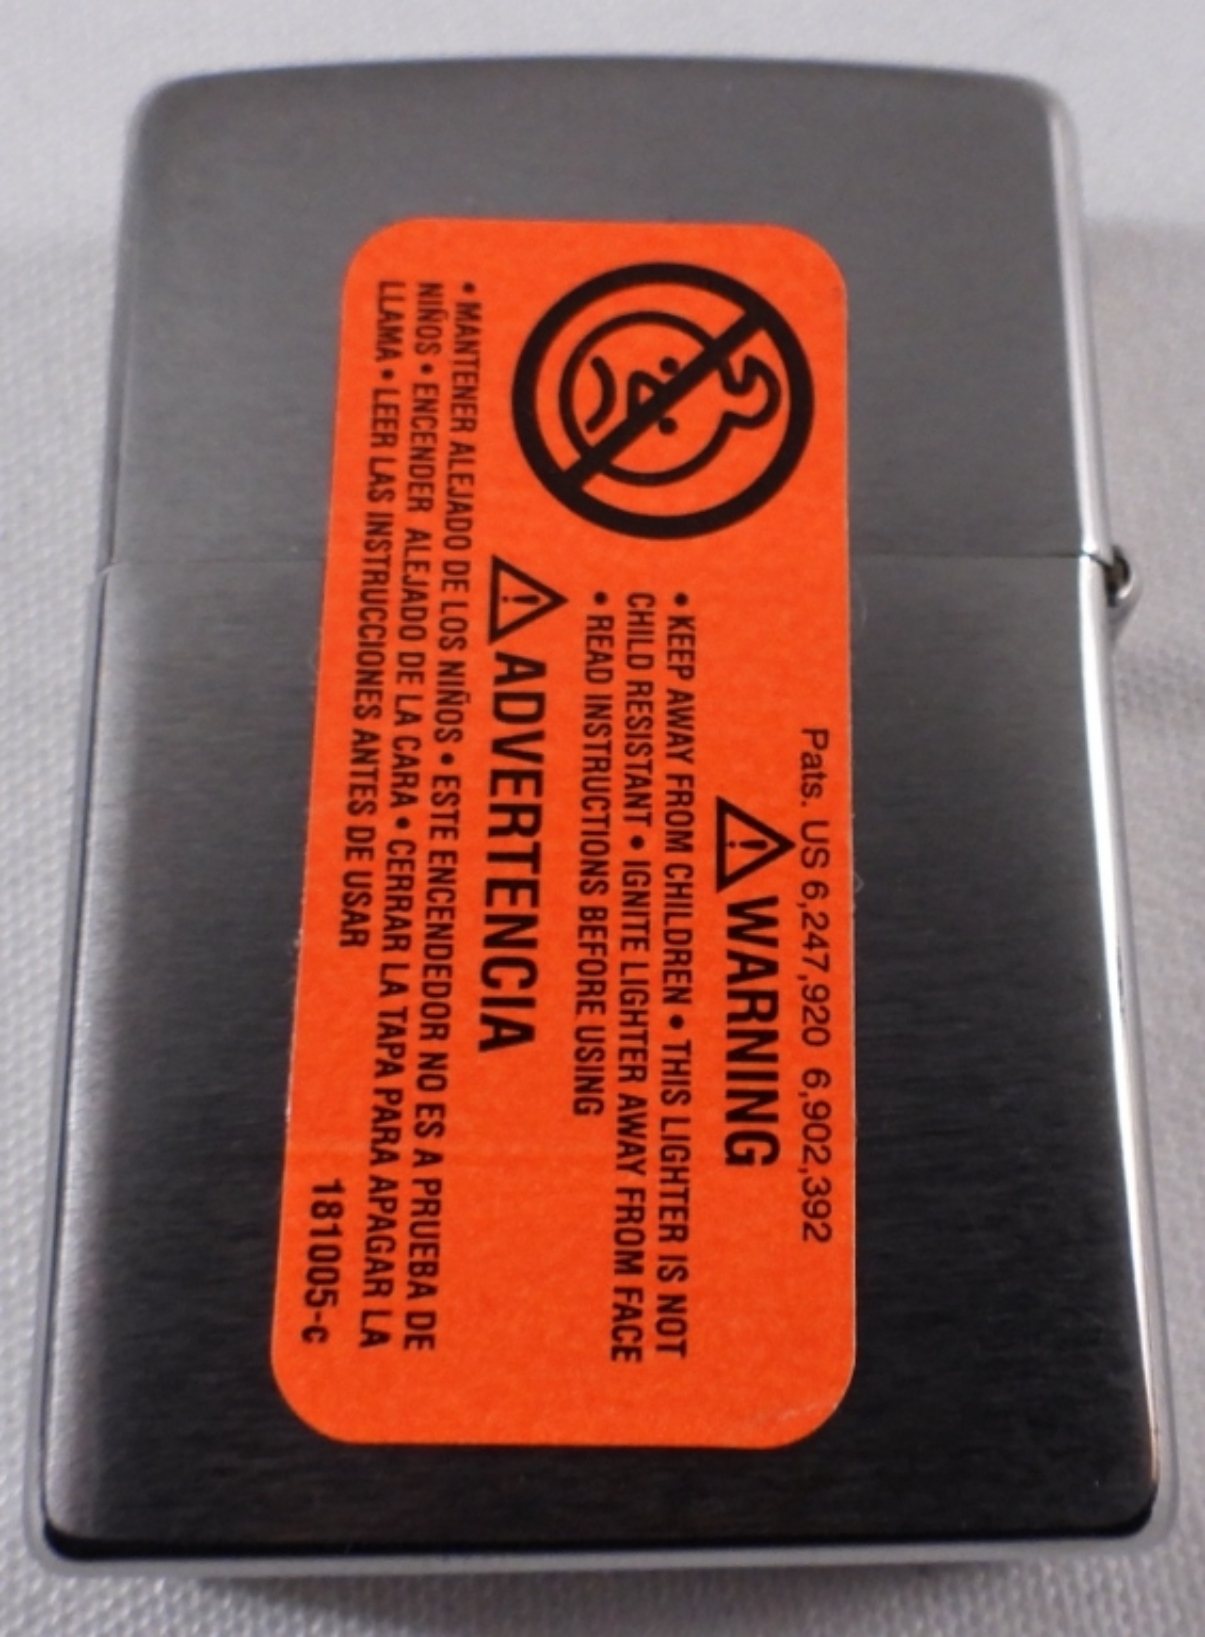 Pats. US 6,247,920 6,902,392
WARNING
• KEEP AWAY FROM CHILDREN • THIS LIGHTER IS NOT
CHILD RESISTANT • IGNITE LIGHTER AWAY FROM FACE
• READ INSTRUCTIONS BEFORE USING
ADVERTENCIA
• MANTENER ALEJADO DE LOS NIÑOS • ESTE ENCENDEDOR NO ES A PRUEBA DE
NIÑOS • ENCENDER ALEJADO DE LA CARA • CERRAR LA TAPA PARA APAGAR LA
LLAMA • LEER LAS INSTRUCCIONES ANTES DE USAR
181005-c